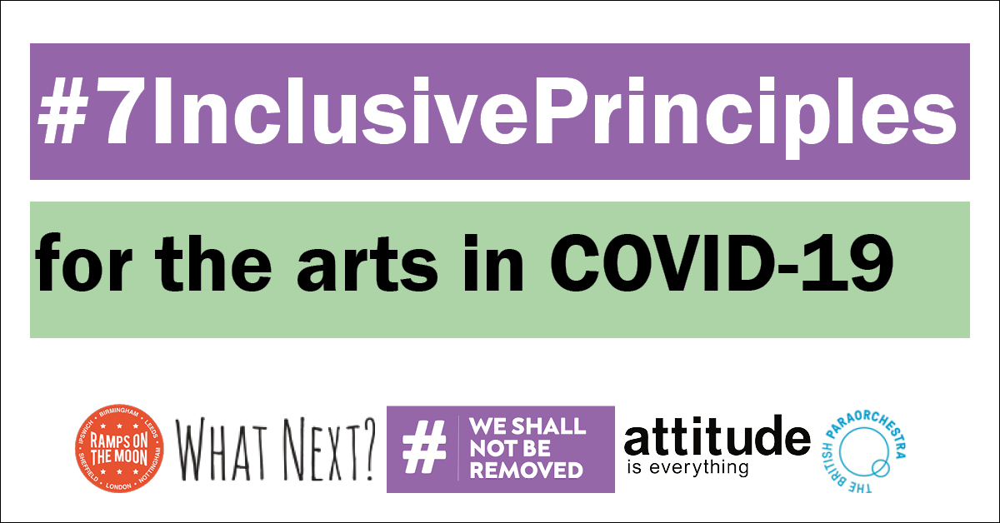 #7InclusivePrinciples
for the arts in COVID-19
IPSWICH • BIRMINGHAM • LEEDS •
RAMPS ON
THE MOON
SHEFFIELD • LONDON • NOTTINGHAM
WHAT NEXT?
#
WE SHALL
NOT BE
REMOVED
attitude
is everything
THE BRITISH PARAORCHESTRA